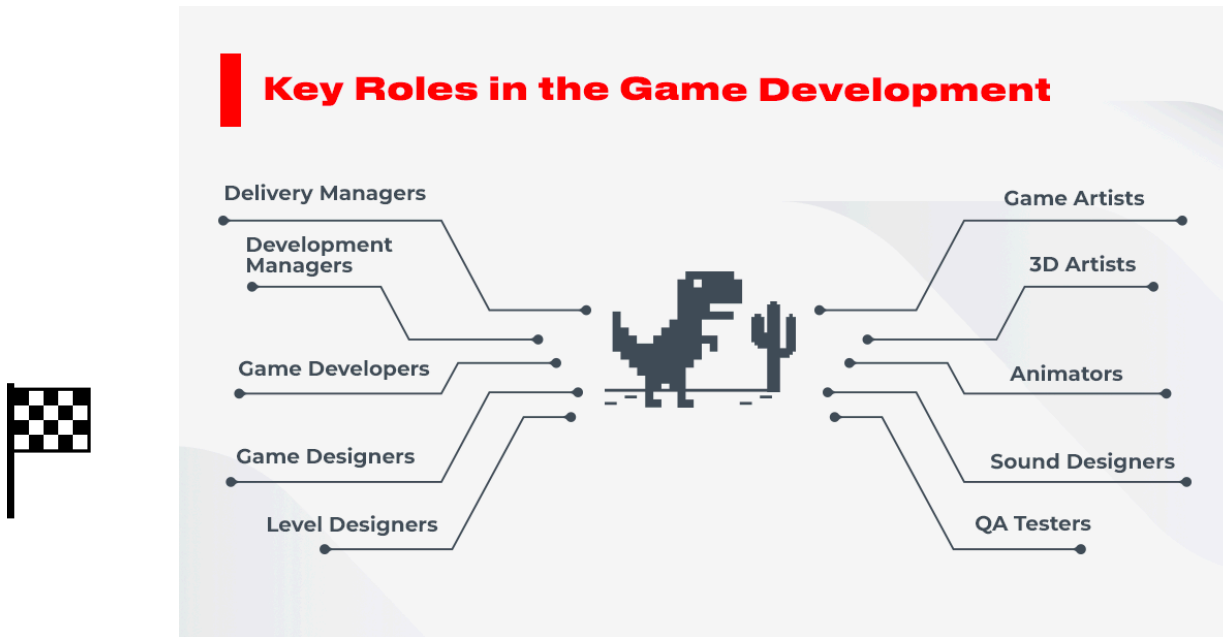 Key Roles in the Game Development
Delivery Managers
Development
Managers
Game Developers
Game Designers
Level Designers
Game Artists
3D Artists
Animators
Sound Designers
QA Testers